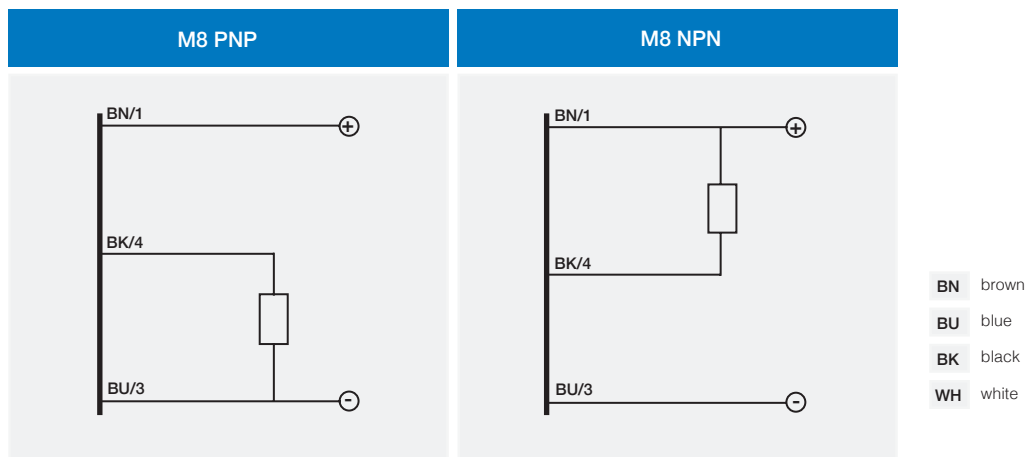 M8 PNP
BN/1
+
BK/4
BU/3
-
M8 NPN
BN/1
+
BK/4
BU/3
-
BN brown
BU blue
BK black
WH white